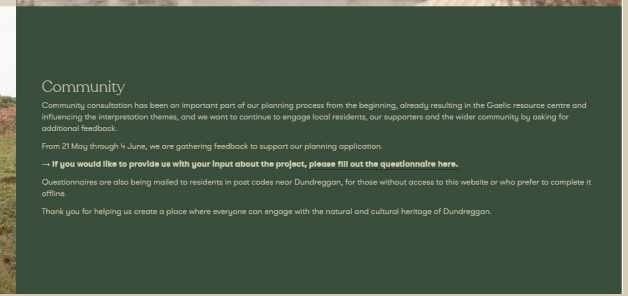 Community
Community consultation has been an important part of our planning process from the beginning, already resulting in the Gaelic resource centre and
influencing the interpretation themes, and we want to continue to engage local residents, our supporters and the wider community by asking for
additional feedback.
From 21 May through 4 June, we are gathering feedback to support our planning application.
→ If you would like to provide us with your input about the project, please fill out the questionnaire here.
Questionnaires are also being mailed to residents in post codes near Dundreggan, for those without access to this website or who prefer to complete it
offline.
Thank you for helping us create a place where everyone can engage with the natural and cultural heritage of Dundreggan.